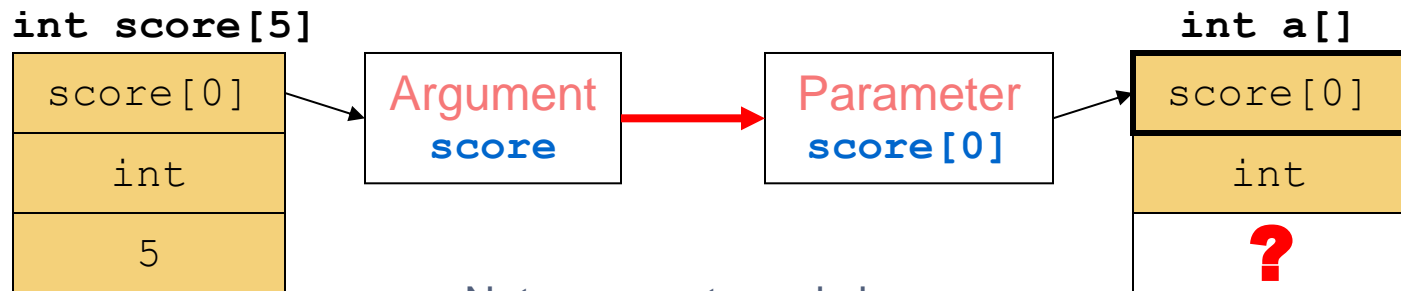 int score[5]
int a[]
score[0]
Argument
score
Parameter
score[0]
score[0]
int
int
5
?